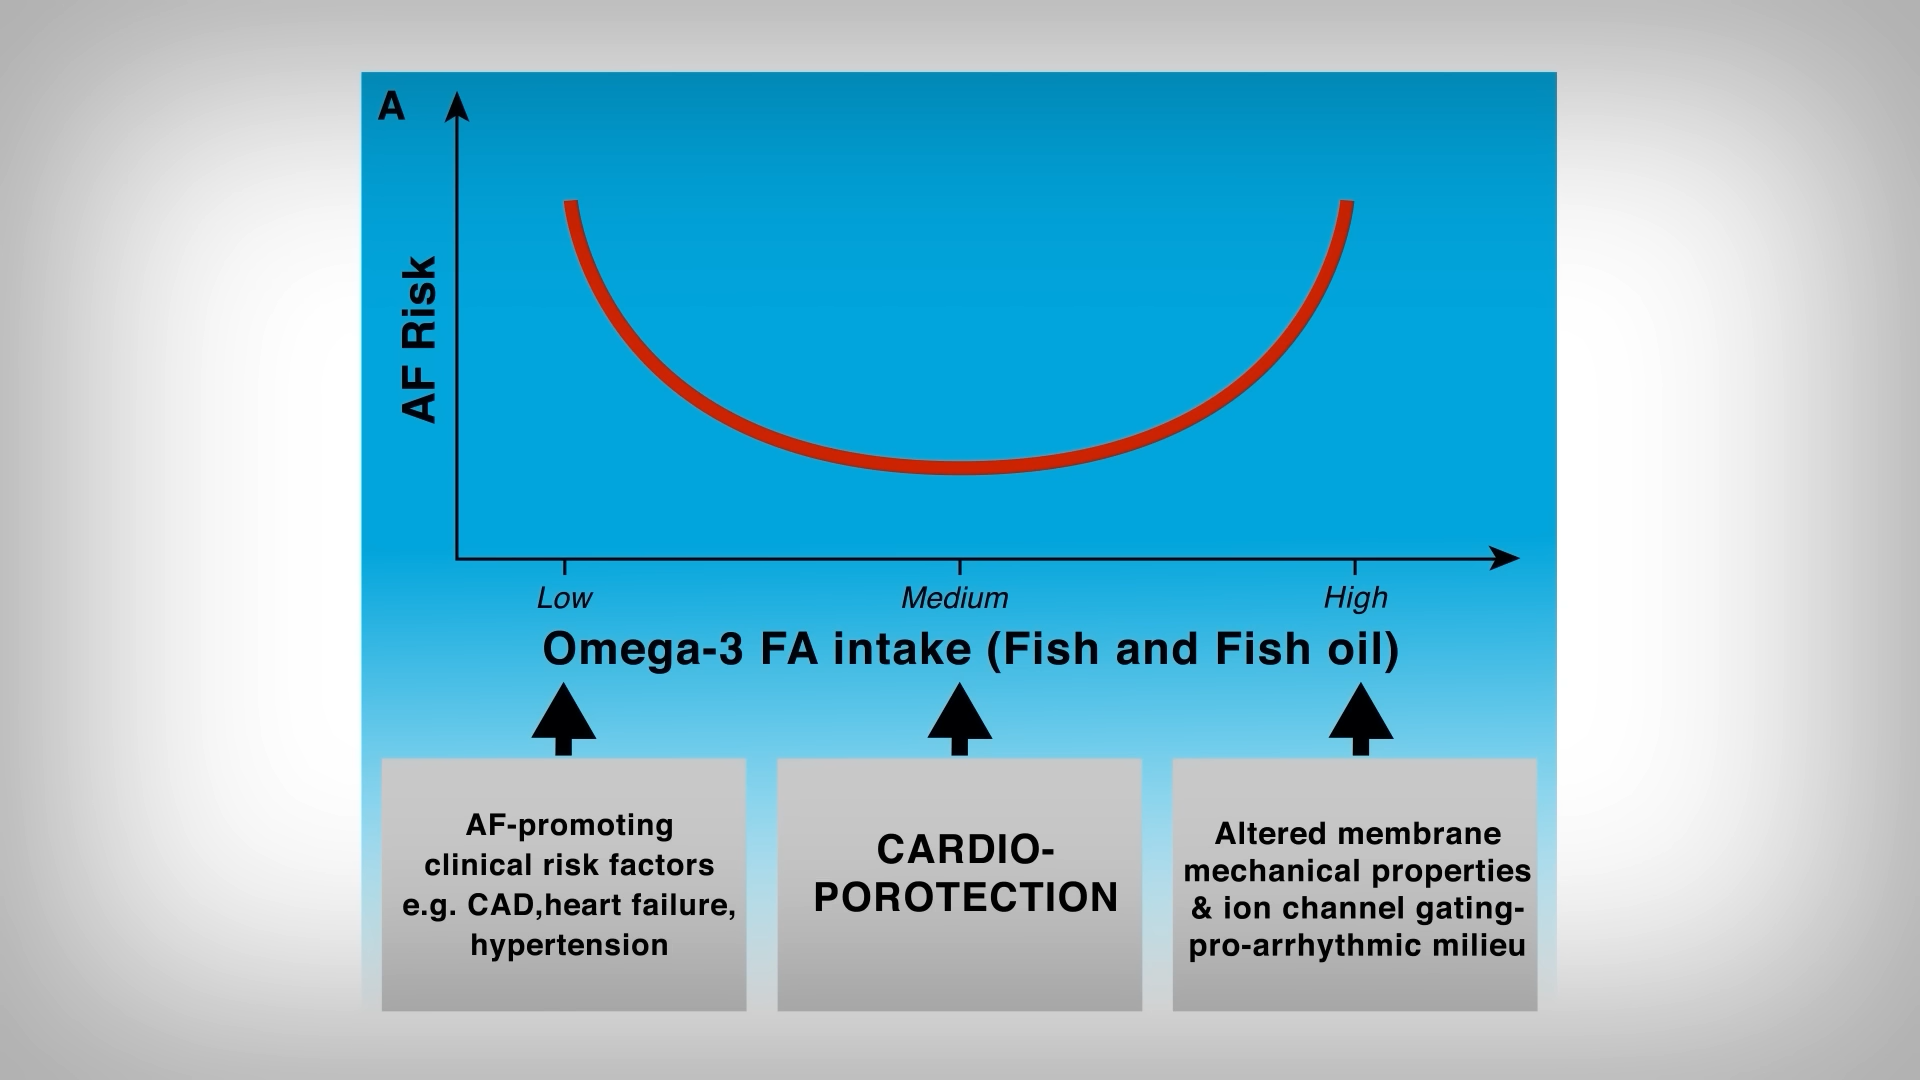 A
AF Risk
Low
Medium
High
Omega-3 FA intake (Fish and Fish oil)
AF-promoting
clinical risk factors
e.g. CAD,heart failure,
hypertension
CARDIO-
POROTECTION
Altered membrane
mechanical properties
& ion channel gating-
pro-arrhythmic milieu